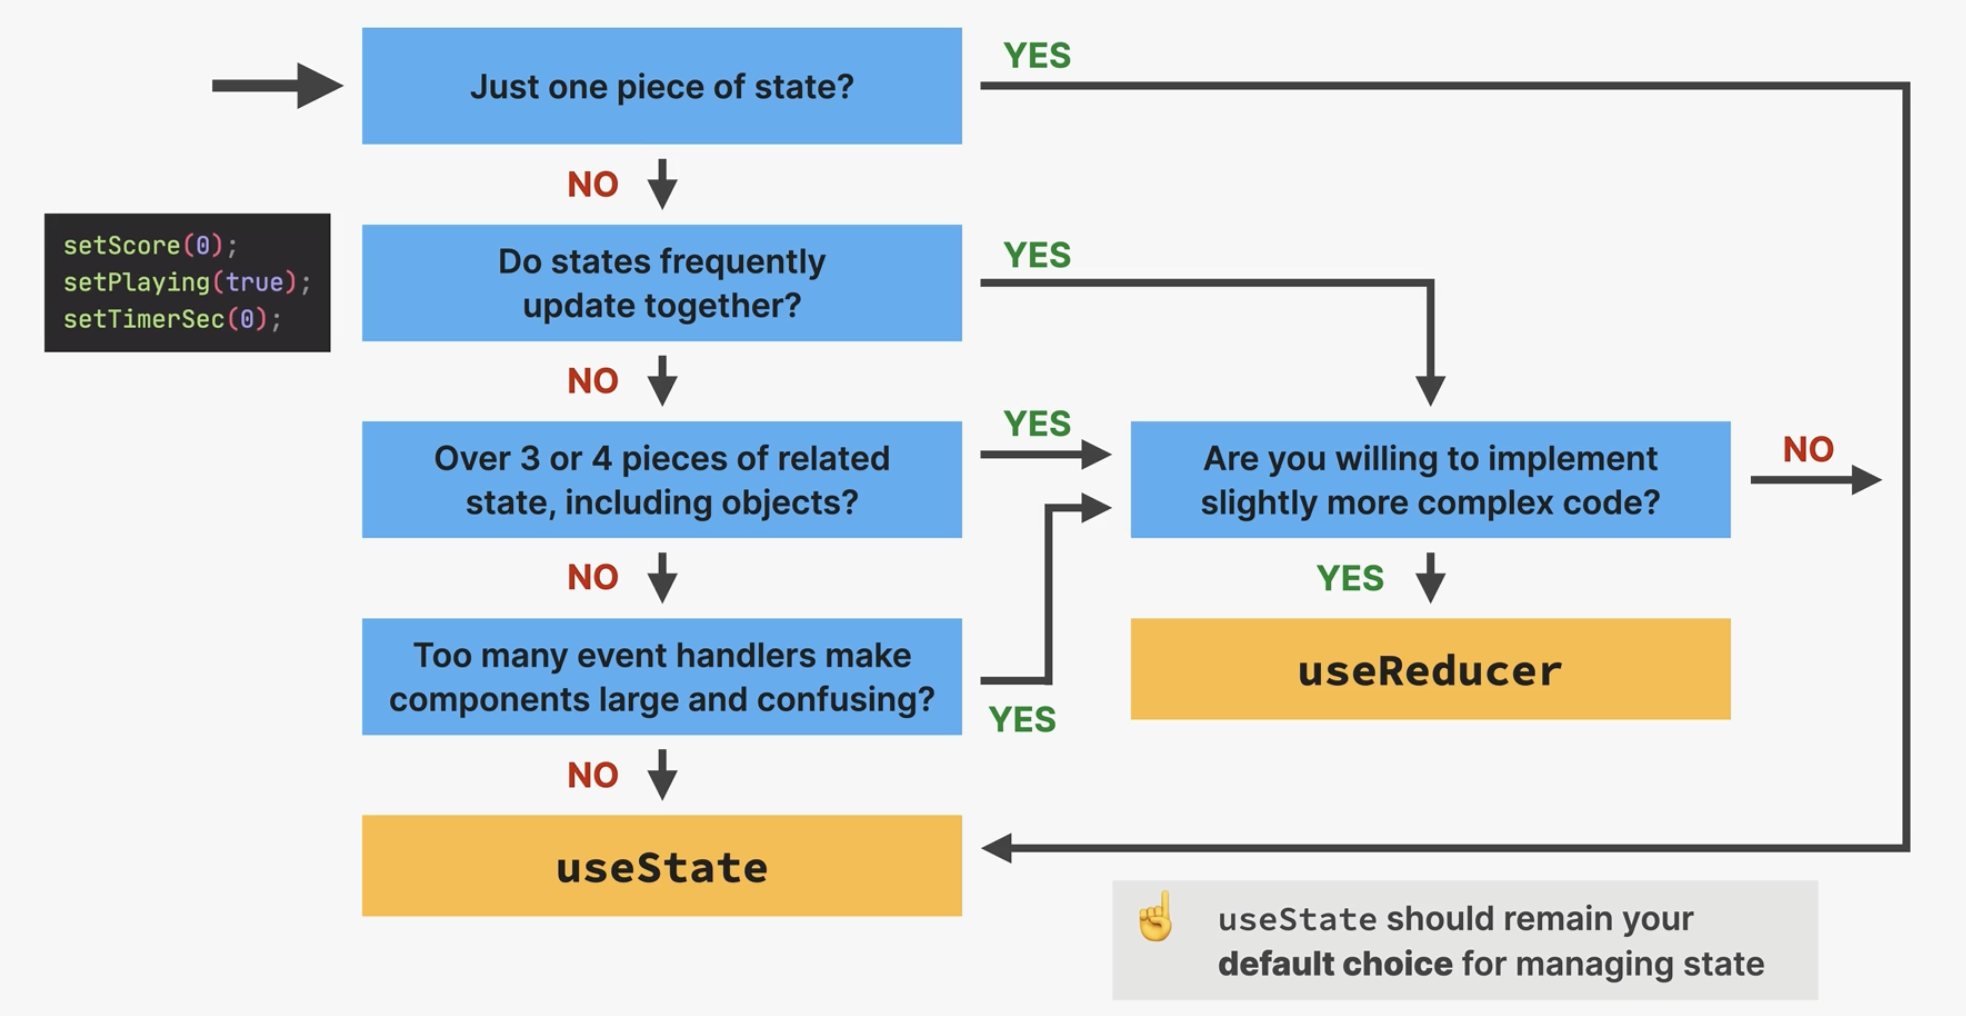 Just one piece of state?
YES
NO
setScore(0);
setPlaying(true);
setTimerSec(0);
Do states frequently
update together?
YES
NO
Over 3 or 4 pieces of related
state, including objects?
YES
Are you willing to implement
slightly more complex code?
NO
NO
YES
Too many event handlers make
components large and confusing?
YES
useReducer
NO
useState
useState should remain your
default choice for managing state